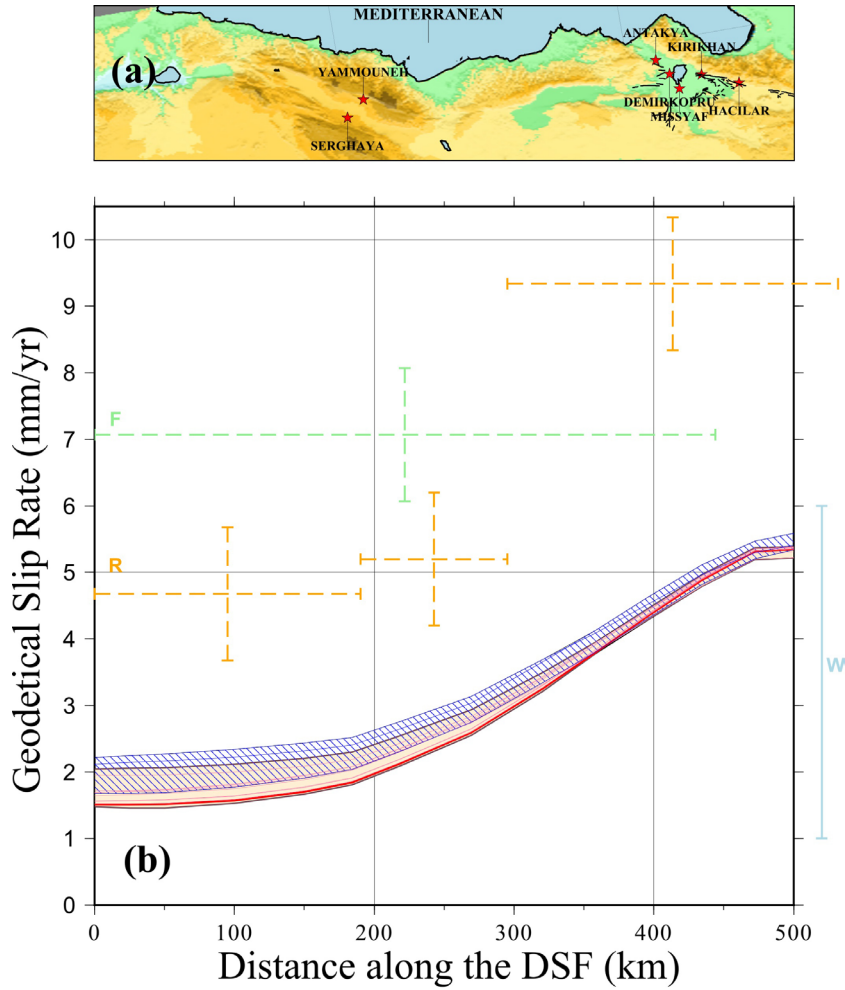 MEDITERRANEAN
(a)
ANTAKYA
KIRIKHAN
YAMMOUNEH
DEMIRKOPRU
HACILAR
MISSYAF
SERGHAYA
Geodetical Slip Rate (mm/yr)
10
9
8
7
6
5
4
3
2
1
0
F
R
W
(b)
0
100
200
300
400
500
Distance along the DSF (km)